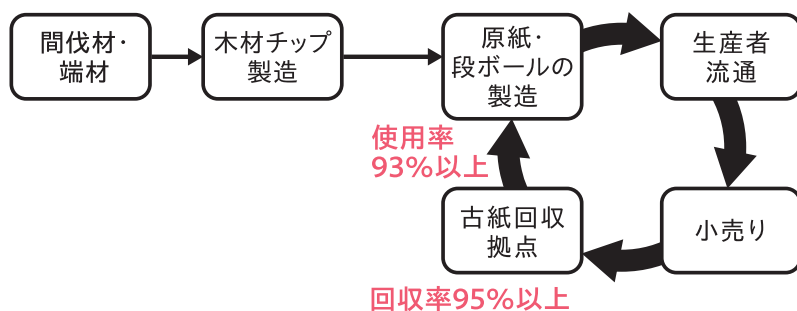 間伐材・
端材
木材チップ
製造
原紙・
段ボールの
製造
生産者
流通
使用率
93%以上
古紙回収
拠点
小売り
回収率95%以上